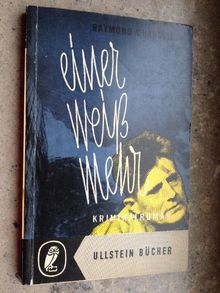 RAYMOND CHANDLER
einer
weiß
mehr
KRIMINALROMAN
ULLSTEIN BÜCHER